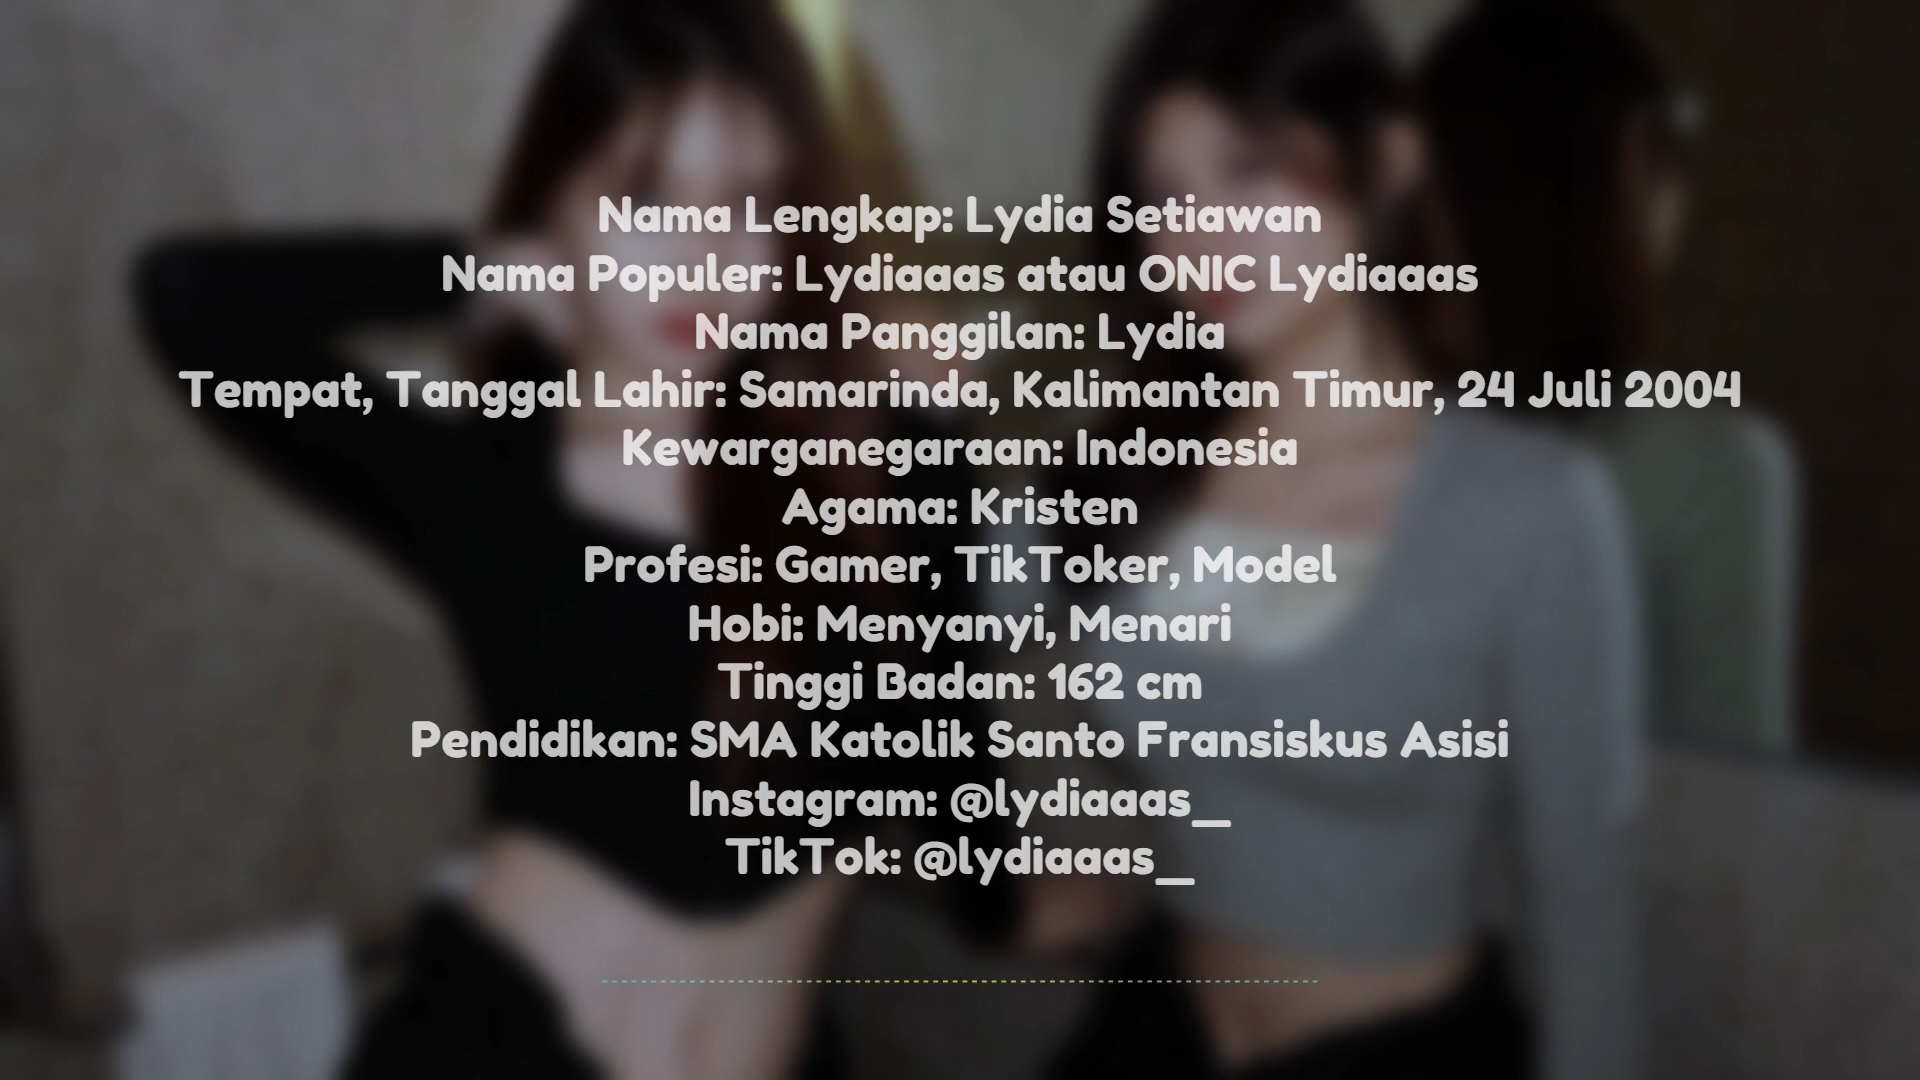 Nama Lengkap: Lydia Setiawan
Nama Populer: Lydiaaas atau ONIC Lydiaaas
Nama Panggilan: Lydia
Tempat, Tanggal Lahir: Samarinda, Kalimantan Timur, 24 Juli 2004
Kewarganegaraan: Indonesia
Agama: Kristen
Profesi: Gamer, TikToker, Model
Hobi: Menyanyi, Menari
Tinggi Badan: 162 cm
Pendidikan: SMA Katolik Santo Fransiskus Asisi
Instagram: @lydiaaas_
TikTok: @lydiaaas_